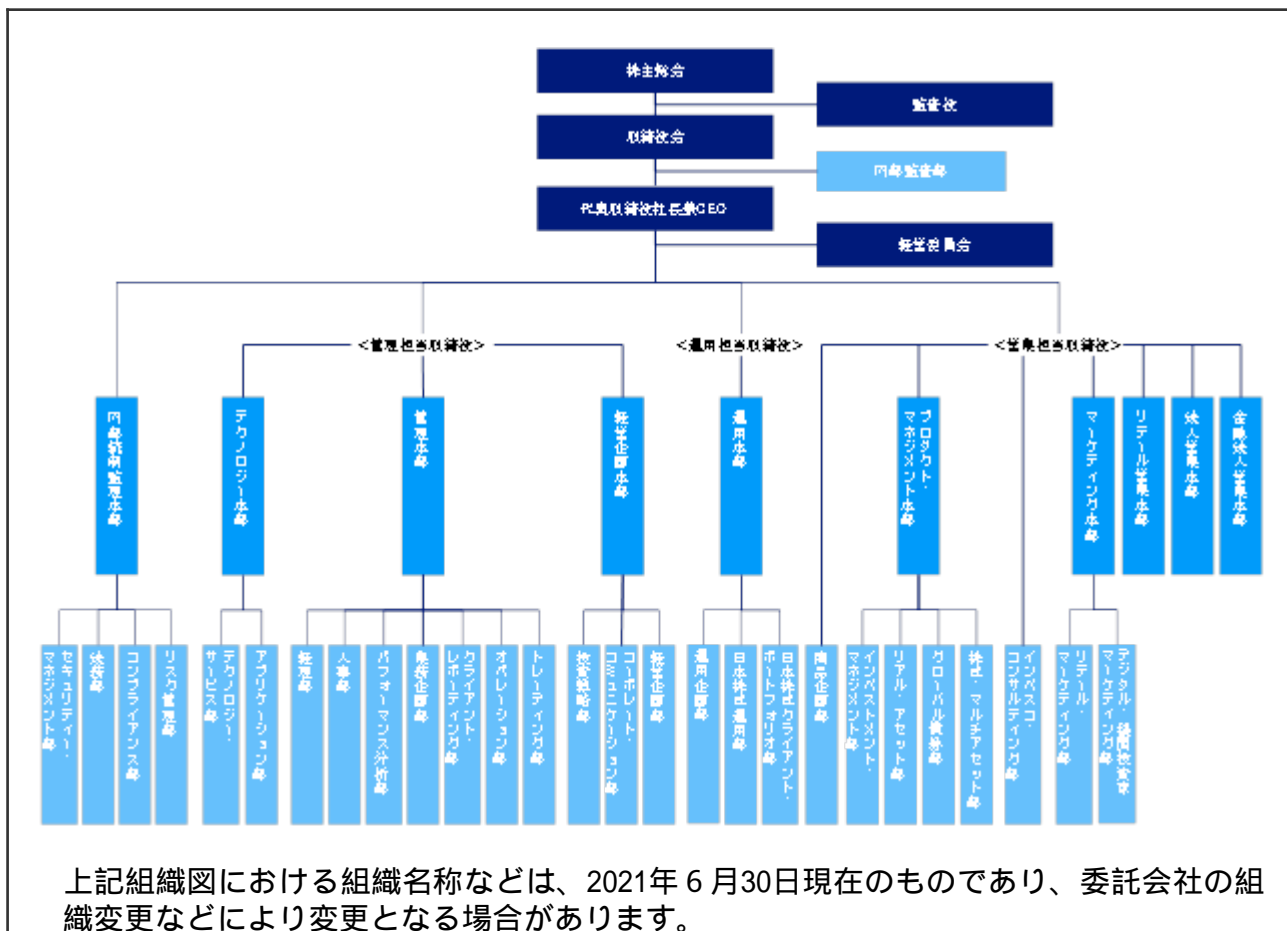 株主総会
監査役
取締役会
内部監査部
代表取締役社長兼CEO
経営委員会
<管理担当取締役>
<運用担当取締役>
<営業担当取締役>
内部統制管理本部
テクノロジー本部
管理本部
経営企画本部
運用本部
プロダクト・
マネジメント本部
マーケティング本部
リテール営業本部
法人営業本部
金融法人営業本部
セキュリティー・
マネジメント部
法務部
コンプライアンス部
リスク管理部
テクノロジー・
サービス部
アプリケーション部
経理部
人事部
パフォーマンス分析部
業務企画部
クライアント・
レポーティング部
オペレーション部
トレーディング部
投資戦略部
コーポレート・
コミュニケーション部
経営企画部
運用企画部
日本株式運用部
日本株式クライアント・
ポートフォリオ部
商品企画部
インベストメント・
マネジメント部
リアル・アセット部
グローバル債券部
株式・マルチアセット部
インベスコ・
コンサルティング部
リテール・
マーケティング部
デジタル・機関投資家
マーケティング部
上記組織図における組織名称などは、2021年6月30日現在のものであり、委託会社の組
織変更などにより変更となる場合があります。